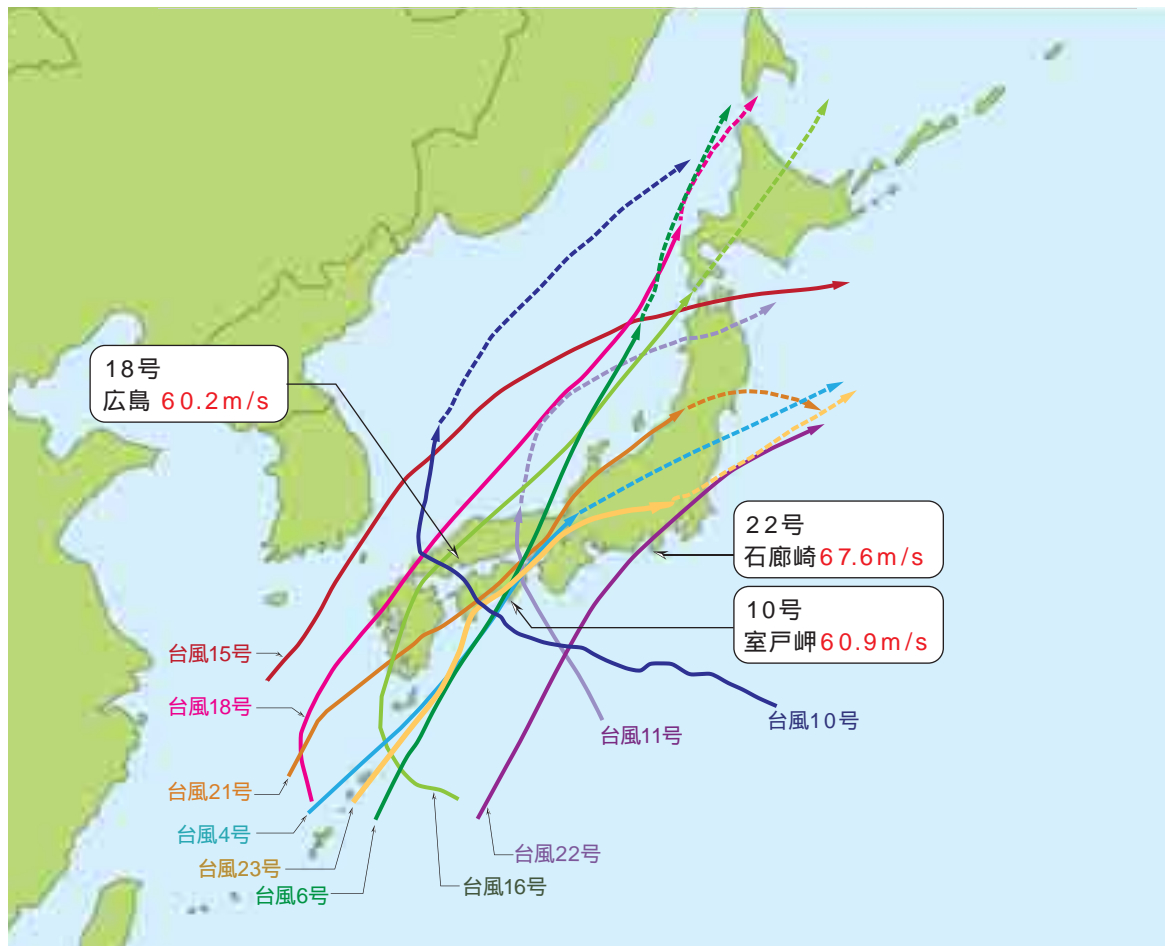 18号
広島 60.2m/s
22号
石廊崎67.6m/s
10号
室戸岬60.9m/s
台風15号
台風18号
台風10号
台風11号
台風21号
台風4号
台風22号
台風23号
台風16号
台風6号